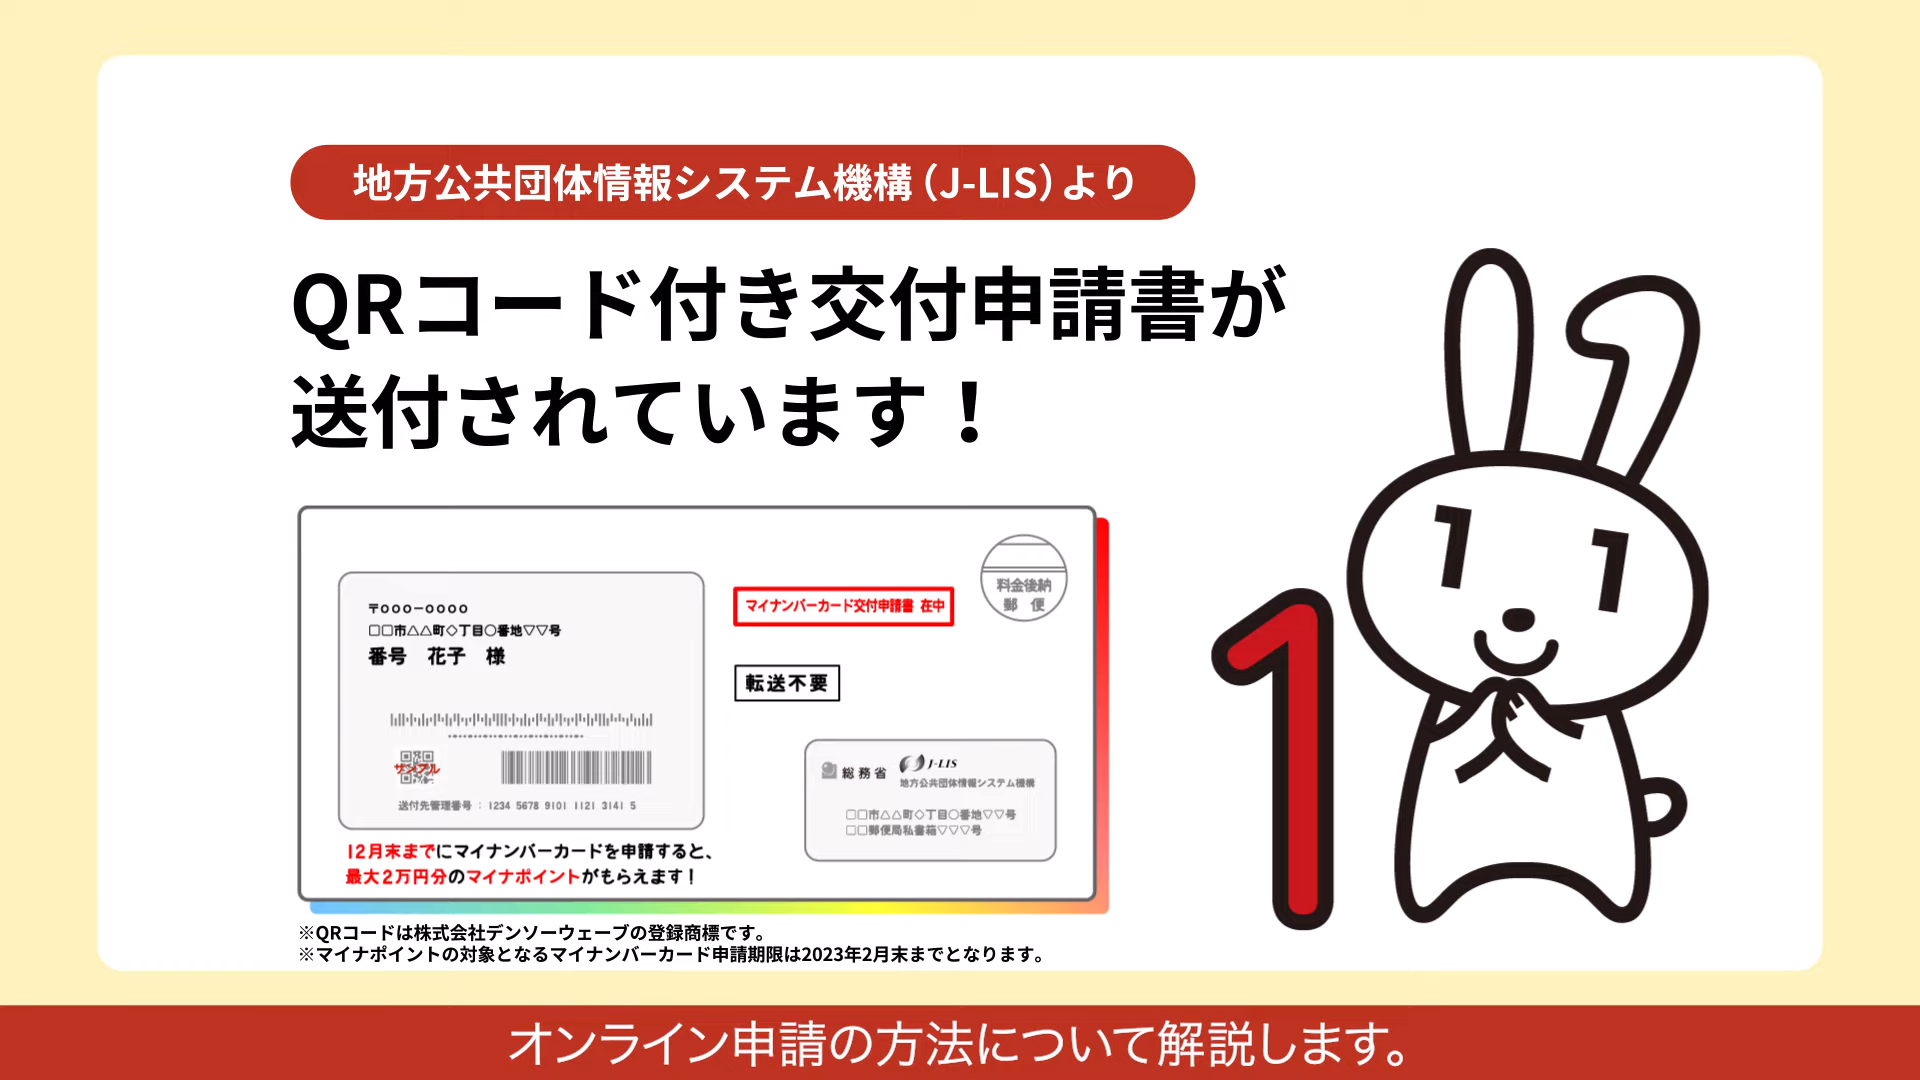 地方公共団体情報システム機構（J-LIS）より
QRコード付き交付申請書が
送付されています！
〒○○○－○○○○
□□市△△町◇丁目○番地▽▽号
番号　花子　様
サンプル
送付先管理番号：1234 5678 9101 1121 3141 5
マイナンバーカード交付申請書 在中
転送不要
料金後納
郵　便
総務省
J-LIS
地方公共団体情報システム機構
□□市△△町◇丁目○番地▽▽号
□□郵便局私書箱▽▽▽号
12月末までにマイナンバーカードを申請すると、
最大2万円分のマイナポイントがもらえます！
※QRコードは株式会社デンソーウェーブの登録商標です。
※マイナポイントの対象となるマイナンバーカード申請期限は2023年2月末までとなります。
1
オンライン申請の方法について解説します。